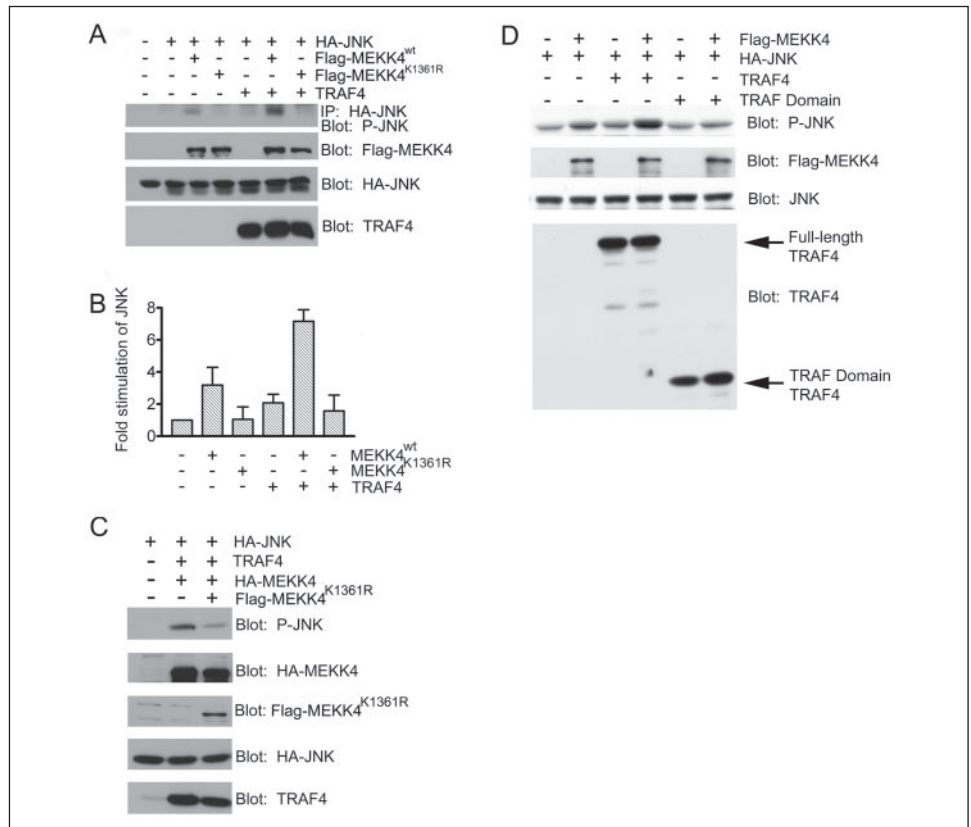 A
- + + + + + + HA-JNK
- - + - - + - Flag-MEKK4wt
- - - + - - + Flag-MEKK4K1361R
- - - - + + + TRAF4
IP: HA-JNK
Blot: P-JNK
Blot: Flag-MEKK4
Blot: HA-JNK
Blot: TRAF4
B
Fold stimulation of JNK
8
6
4
2
0
- + - - + - MEKK4wt
- - + - - + MEKK4K1361R
- - - + + + TRAF4
C
+ + + HA-JNK
- + + TRAF4
- + + HA-MEKK4
- - + Flag-MEKK4K1361R
Blot: P-JNK
Blot: HA-MEKK4
Blot: Flag-MEKK4K1361R
Blot: HA-JNK
Blot: TRAF4
D
- + - + - + Flag-MEKK4
+ + + + + + HA-JNK
- - + + - - TRAF4
- - - - + + TRAF Domain
Blot: P-JNK
Blot: Flag-MEKK4
Blot: JNK
Full-length
TRAF4
Blot: TRAF4
TRAF Domain
TRAF4